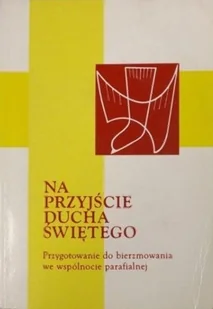 NA
PRZYJŚCIE
DUCHA
ŚWIĘTEGO
Przygotowanie do bierzmowania
we wspólnocie parafialnej